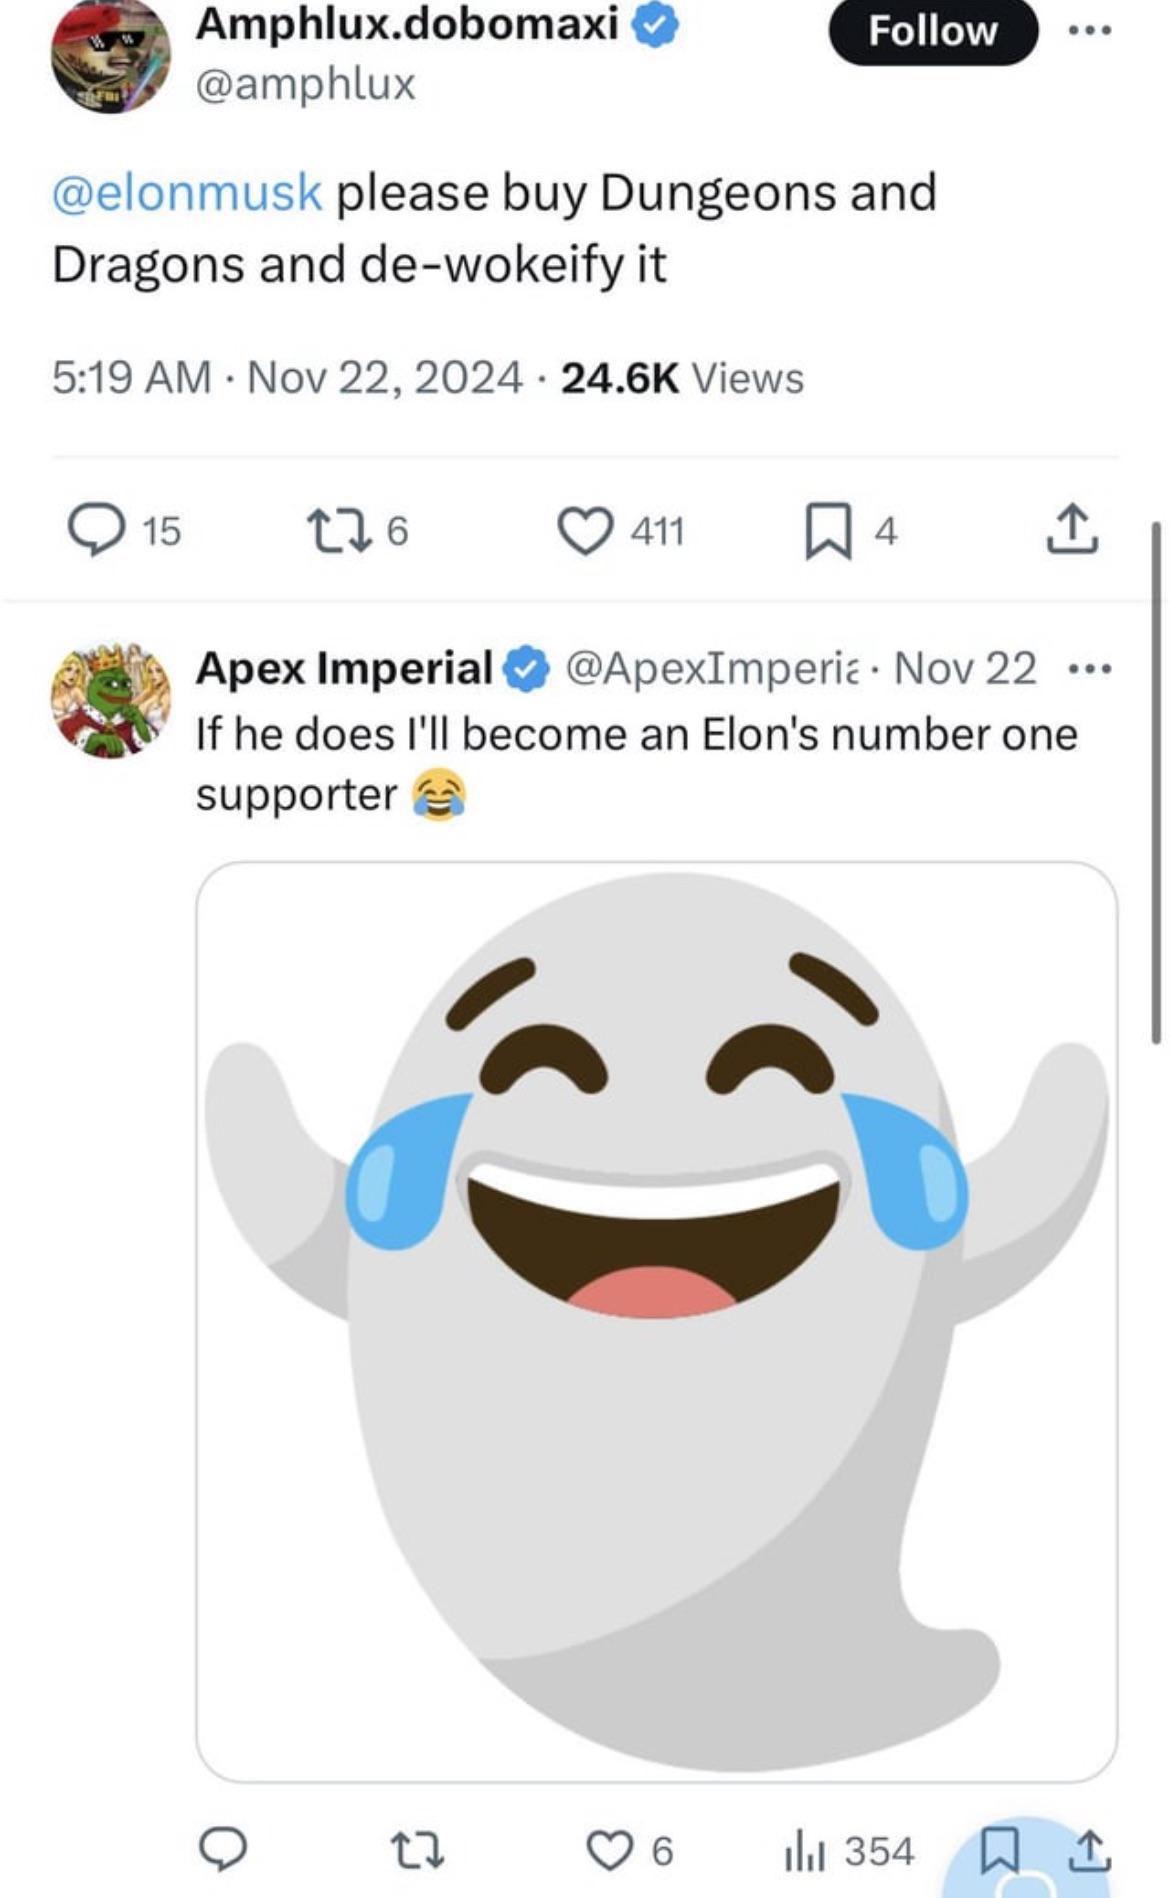 Amphlux.dobomaxi
Follow
@amphlux
@elonmusk please buy Dungeons and
Dragons and de-wokeify it
5:19 AM · Nov 22, 2024 · 24.6K Views
15 6 411 4
Apex Imperial @ApexImperia · Nov 22
If he does I'll become an Elon's number one
supporter 😂
6 354